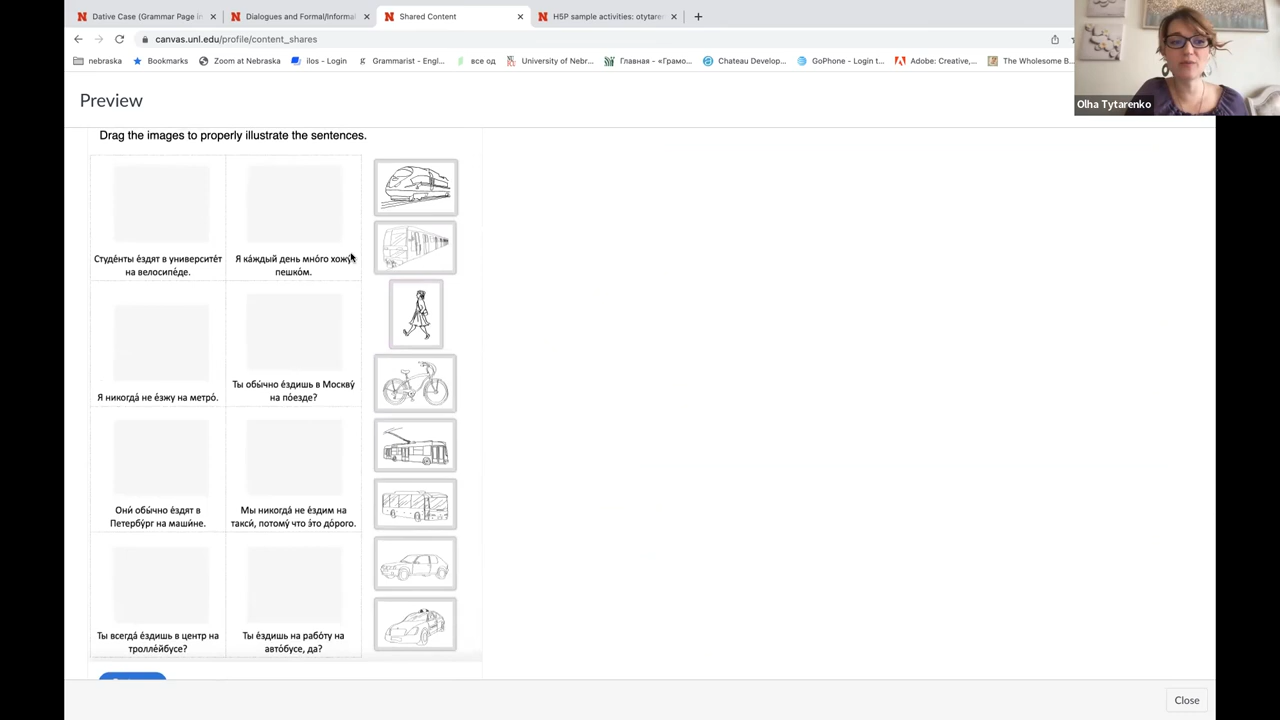 Dative Case (Grammar Page i
Dialogues and Formal/Informal
Shared Content
H5P sample activities: otytare
canvas.unl.edu/profile/content_shares
nebraska
Bookmarks
Zoom at Nebraska
ilos - Login
Grammarist - Engl...
все од
University of Nebr...
Главная - «Грамо...
Chateau Develop...
GoPhone - Login t...
Adobe: Creative,...
The Wholesome B...
Olha Tytarenko
Preview
Drag the images to properly illustrate the sentences.
Студе́нты е́здят в университе́т
на велосипе́де.
Я ка́ждый день мно́го хожу́
пешко́м.
Я никогда́ не е́зжу на метро́.
Ты обы́чно е́здишь в Москву́
на по́езде?
Они́ обы́чно е́здят в
Петербу́рг на маши́не.
Мы никогда́ не е́здим на
такси́, потому́ что э́то до́рого.
Ты всегда́ е́здишь в центр на
тролле́йбусе?
Ты е́здишь на рабо́ту на
авто́бусе, да?
Close